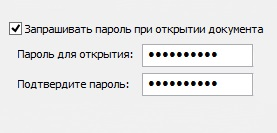 Запрашивать пароль при открытии документа
Пароль для открытия: ••••••••••
Подтвердите пароль: ••••••••••